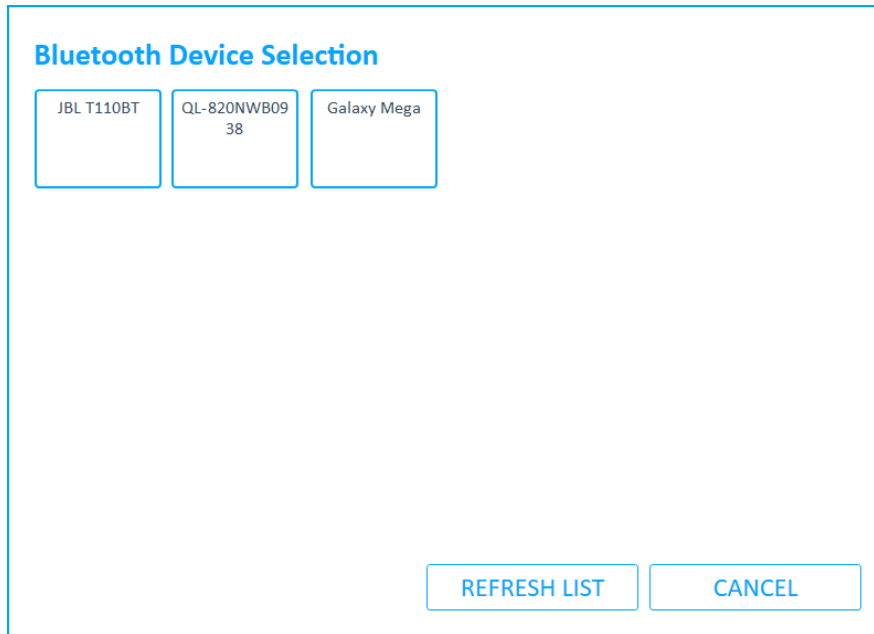 Bluetooth Device Selection
JBL T110BT
QL-820NWB09
38
Galaxy Mega
REFRESH LIST
CANCEL